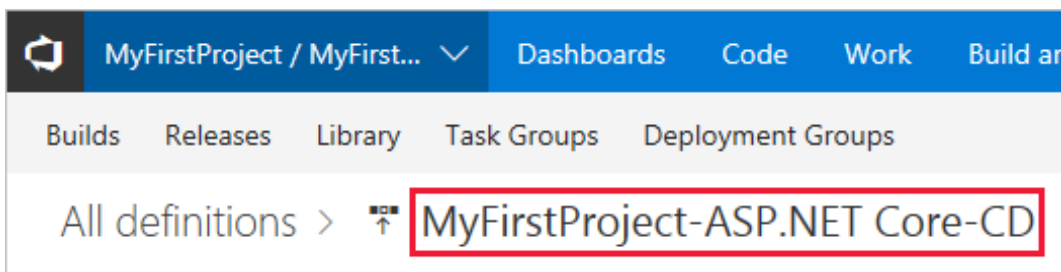 MyFirstProject / MyFirst... Dashboards Code Work Build ar
Builds Releases Library Task Groups Deployment Groups
All definitions > MyFirstProject-ASP.NET Core-CD